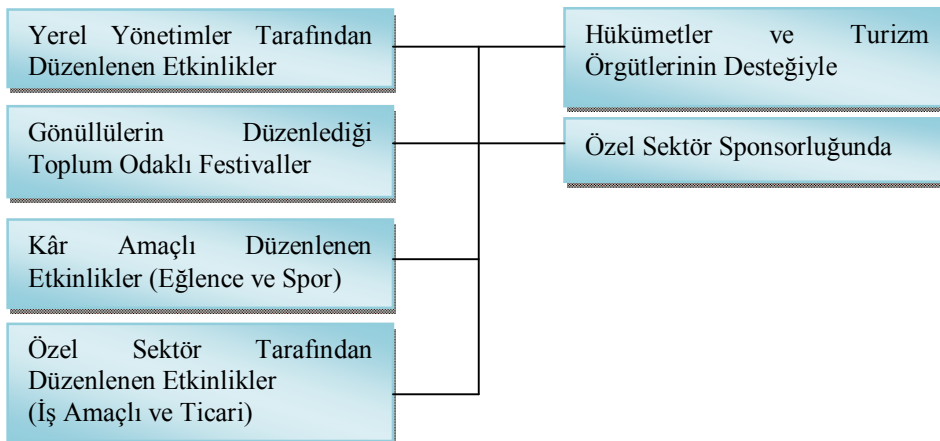 Yerel Yönetimler Tarafından
Düzenlenen Etkinlikler
Gönüllülerin Düzenlediği
Toplum Odaklı Festivaller
Kâr Amaçlı Düzenlenen
Etkinlikler (Eğlence ve Spor)
Özel Sektör Tarafından
Düzenlenen Etkinlikler
(İş Amaçlı ve Ticari)
Hükümetler ve Turizm
Örgütlerinin Desteğiyle
Özel Sektör Sponsorluğunda